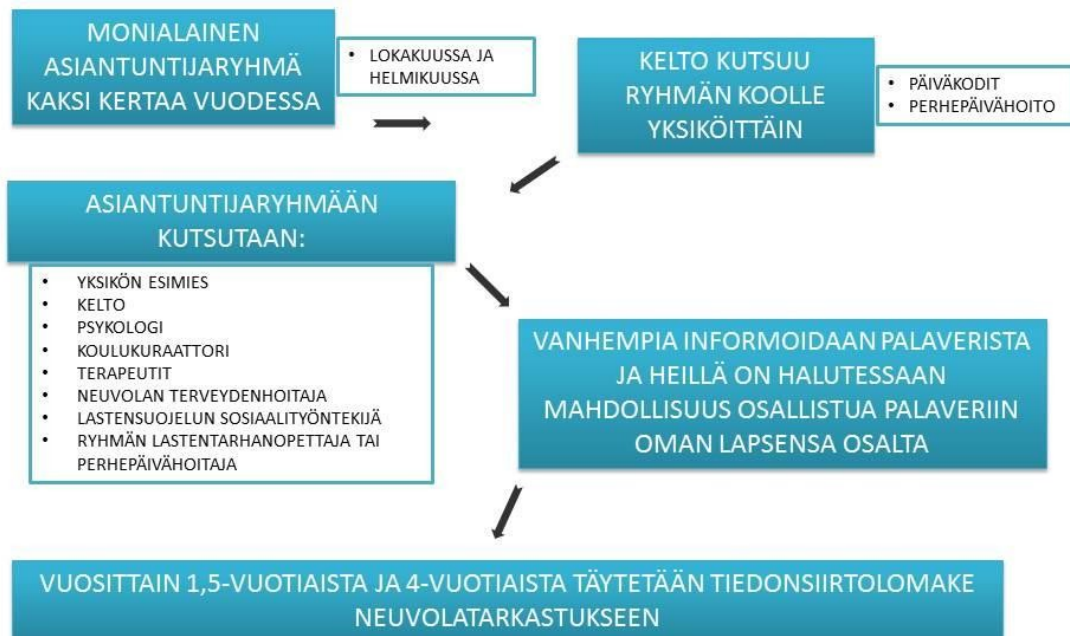 MONIALAINEN
ASIANTUNTIJARYHMÄ
KAKSI KERTAA VUODESSA
• LOKAKUUSSA JA
HELMIKUUSSA
KELTO KUTSUU
RYHMÄN KOOLLE
YKSIKÖITTÄIN
• PÄIVÄKODIT
• PERHEPÄIVÄHOITO
ASIANTUNTIJARYHMÄÄN
KUTSUTAAN:
• YKSIKÖN ESIMIES
• KELTO
• PSYKOLOGI
• KOULUKURAATTORI
• TERAPEUTIT
• NEUVOLAN TERVEYDENHOITAJA
• LASTENSUOJELUN SOSIAALITYÖNTEKIJÄ
• RYHMÄN LASTENTARHANOPETTAJA TAI
PERHEPÄIVÄHOITAJA
VANHEMPIA INFORMOIDAAN PALAVERISTA
JA HEILLÄ ON HALUTESSAAN
MAHDOLLISUUS OSALLISTUA PALAVERIIN
OMAN LAPSENSA OSALTA
VUOSITTAIN 1,5-VUOTIAISTA JA 4-VUOTIAISTA TÄYTETÄÄN TIEDONSIIRTOLOMAKE
NEUVOLATARKASTUKSEEN